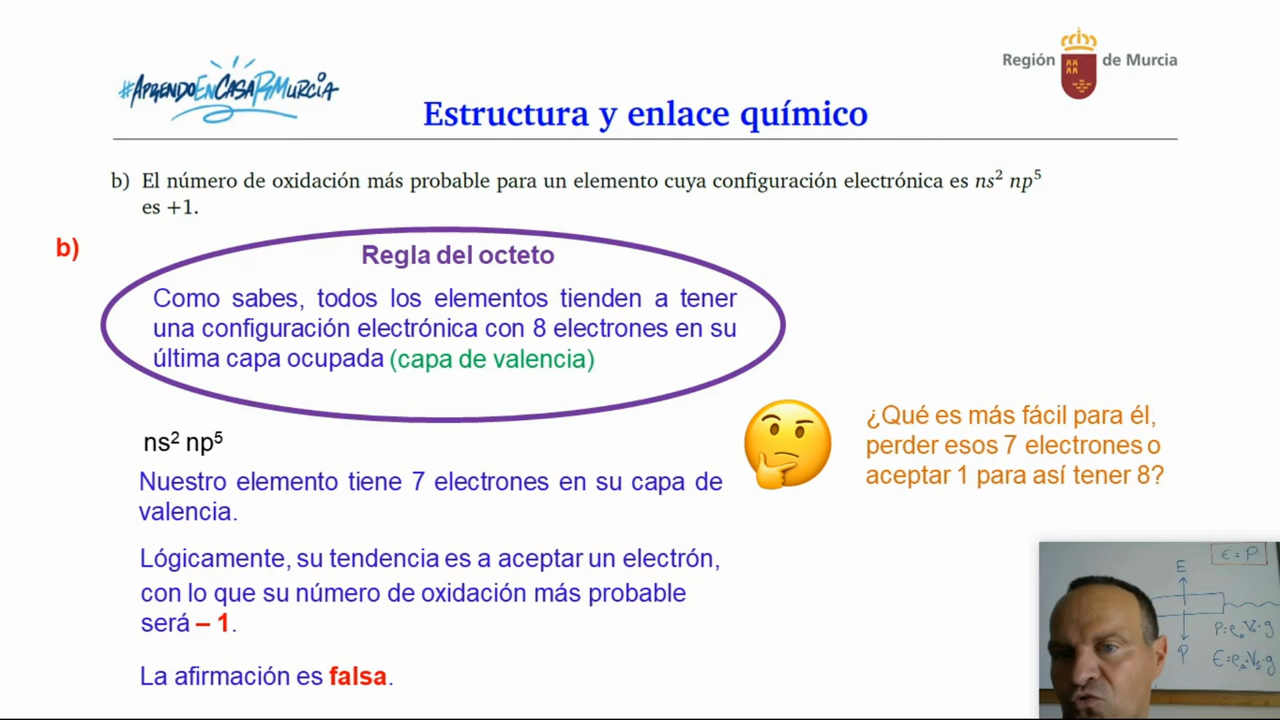 #AprendoEnCasaRMurcia
Región de Murcia
Estructura y enlace químico
b) El número de oxidación más probable para un elemento cuya configuración electrónica es ns² np⁵
es +1.
b)
Regla del octeto
Como sabes, todos los elementos tienden a tener
una configuración electrónica con 8 electrones en su
última capa ocupada (capa de valencia)
ns² np⁵
Nuestro elemento tiene 7 electrones en su capa de
valencia.
¿Qué es más fácil para él,
perder esos 7 electrones o
aceptar 1 para así tener 8?
Lógicamente, su tendencia es a aceptar un electrón,
con lo que su número de oxidación más probable
será – 1.
La afirmación es falsa.
E
P